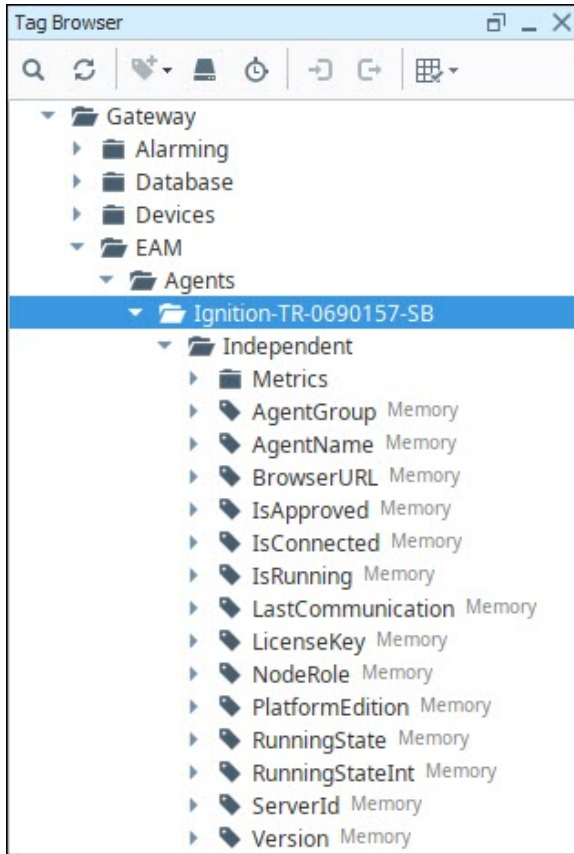 Tag Browser
Gateway
Alarming
Database
Devices
EAM
Agents
Ignition-TR-0690157-SB
Independent
Metrics
AgentGroup Memory
AgentName Memory
BrowserURL Memory
IsApproved Memory
IsConnected Memory
IsRunning Memory
LastCommunication Memory
LicenseKey Memory
NodeRole Memory
PlatformEdition Memory
RunningState Memory
RunningStateInt Memory
ServerId Memory
Version Memory